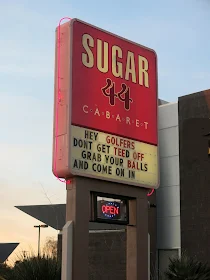 SUGAR
44
CABARET
HEY GOLFERS
DONT GET TEED OFF
GRAB YOUR BALLS
AND COME ON IN
OPEN